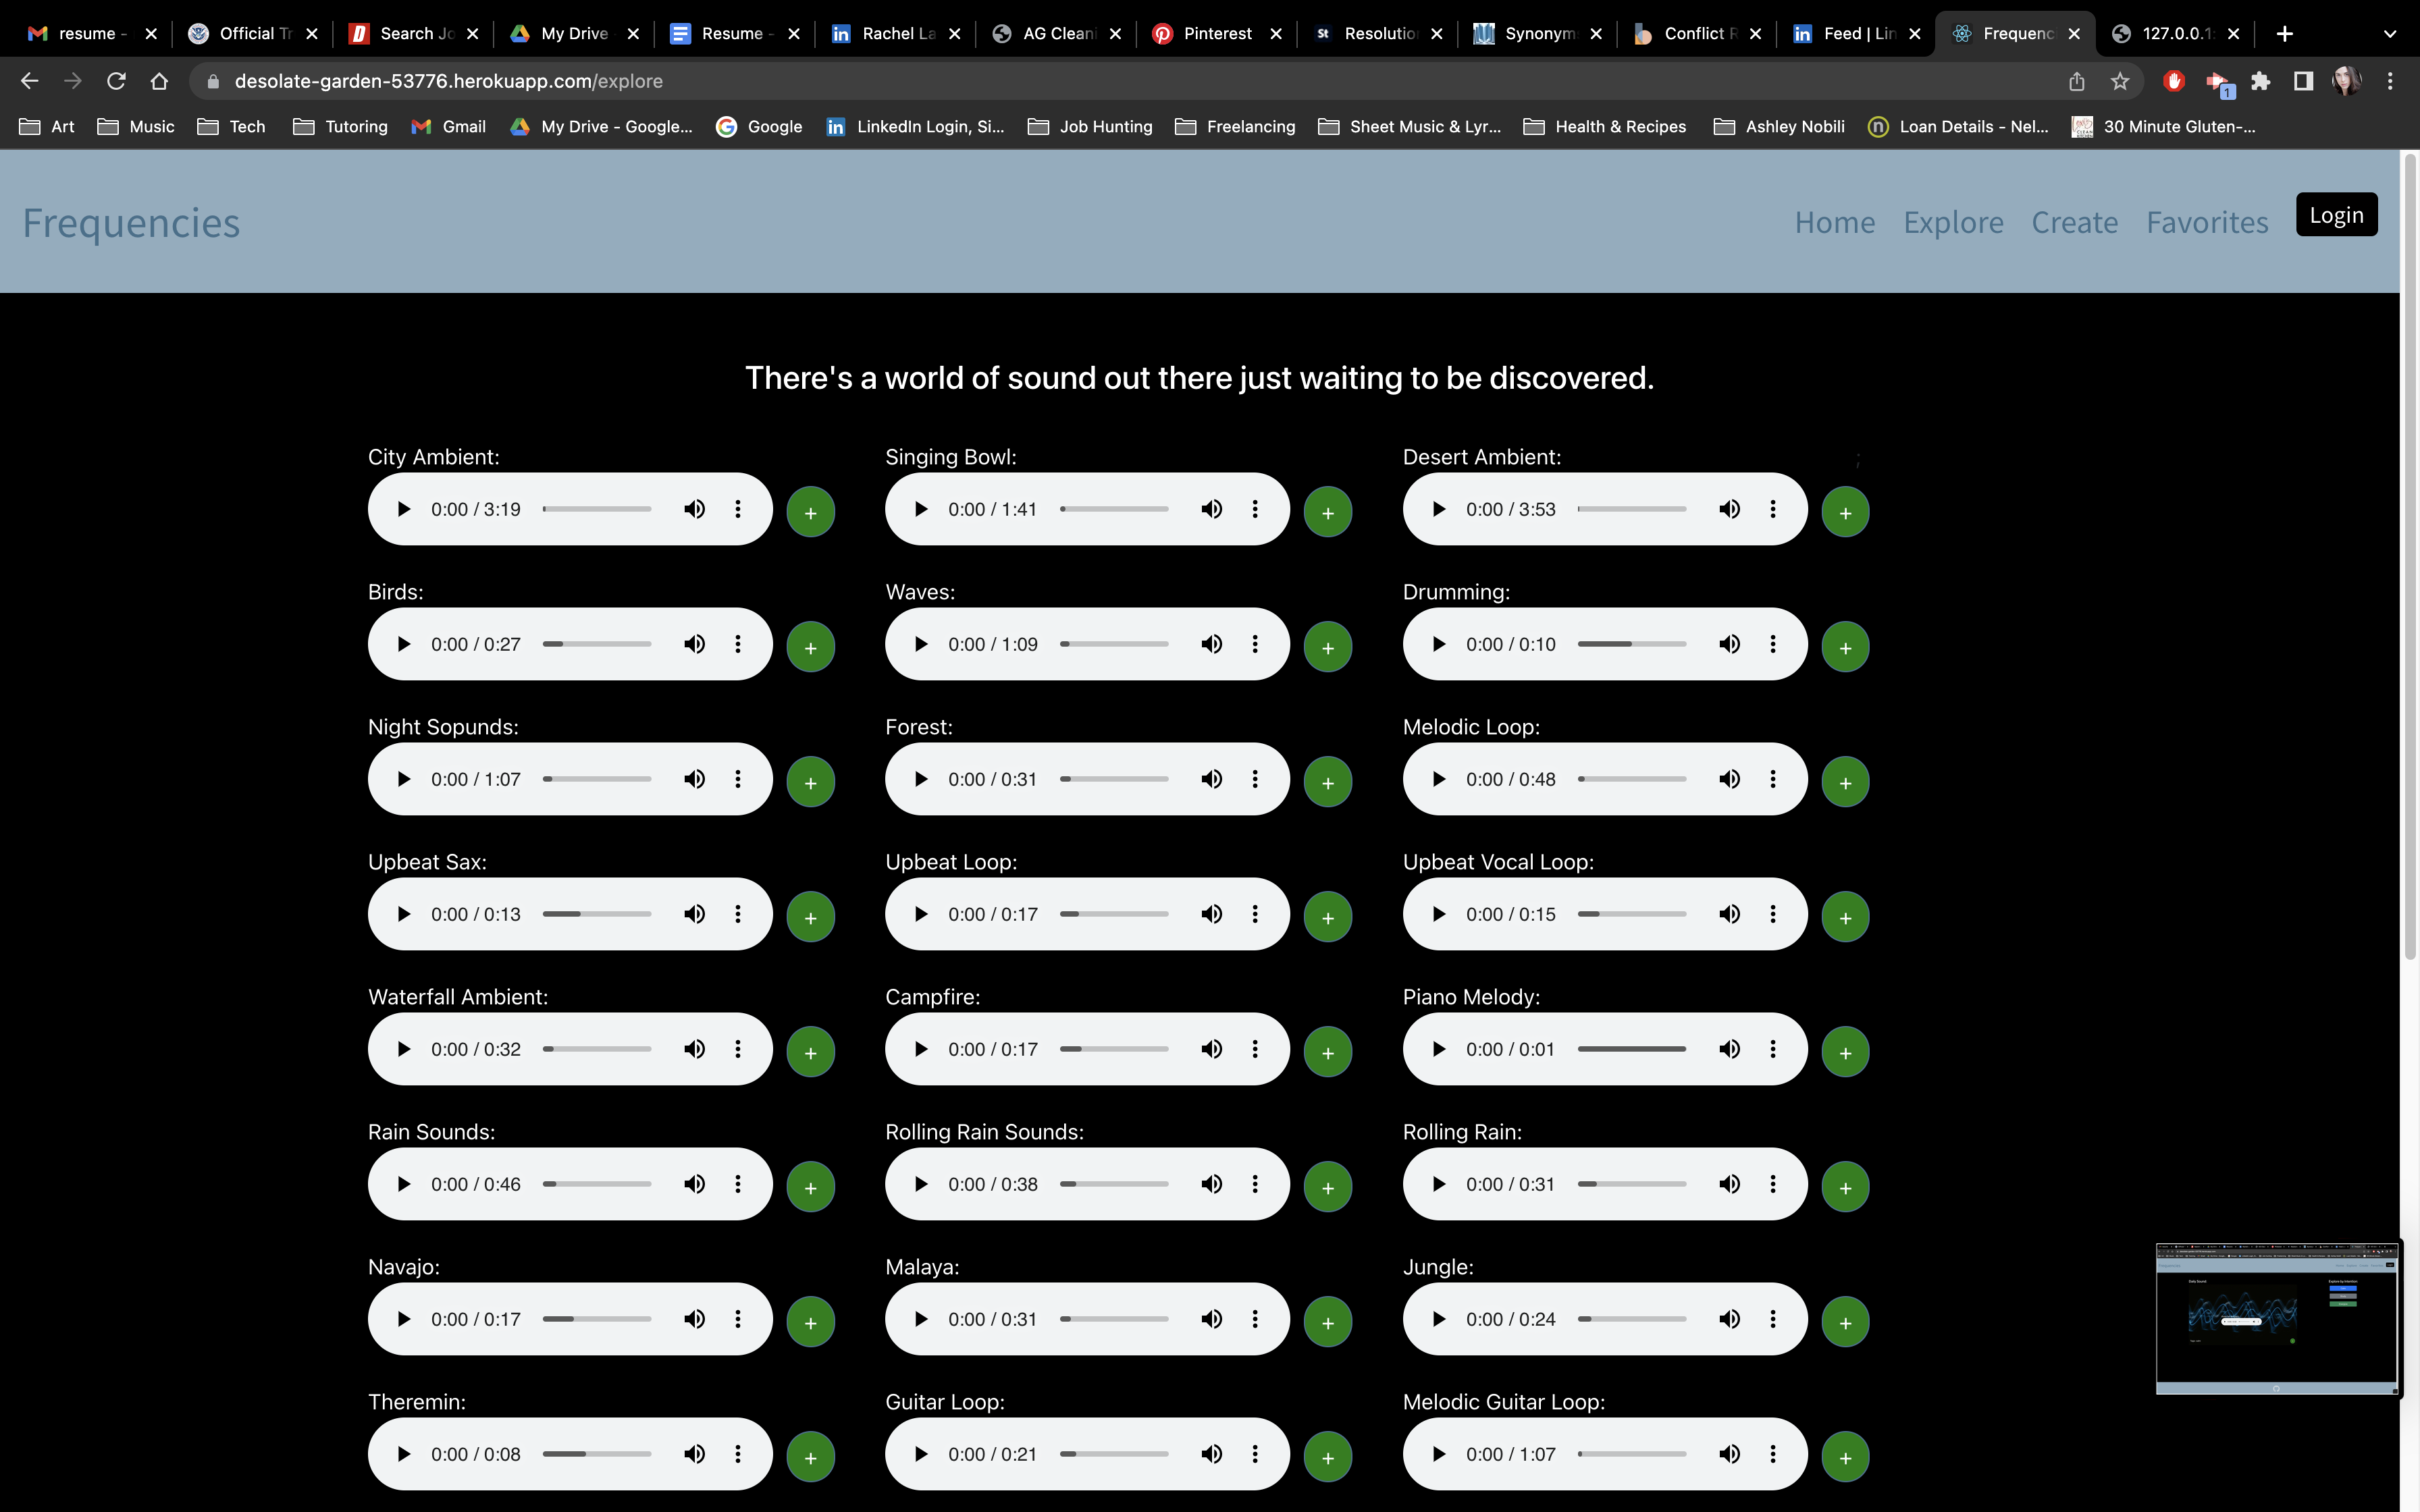 resume - Official Tr Search Jo My Drive Resume - Rachel La AG Cleani Pinterest Resolutio Synonym Conflict R Feed | Lin Frequenc 127.0.0.1:
desolate-garden-53776.herokuapp.com/explore
1
Art Music Tech Tutoring Gmail My Drive - Google... Google LinkedIn Login, Si... Job Hunting Freelancing Sheet Music & Lyr... Health & Recipes Ashley Nobili Loan Details - Nel... 30 Minute Gluten-...
Frequencies Home Explore Create Favorites Login
There's a world of sound out there just waiting to be discovered.
City Ambient: Singing Bowl: Desert Ambient: ;
0:00 / 3:19 + 0:00 / 1:41 + 0:00 / 3:53 +
Birds: Waves: Drumming:
0:00 / 0:27 + 0:00 / 1:09 + 0:00 / 0:10 +
Night Sopunds: Forest: Melodic Loop:
0:00 / 1:07 + 0:00 / 0:31 + 0:00 / 0:48 +
Upbeat Sax: Upbeat Loop: Upbeat Vocal Loop:
0:00 / 0:13 + 0:00 / 0:17 + 0:00 / 0:15 +
Waterfall Ambient: Campfire: Piano Melody:
0:00 / 0:32 + 0:00 / 0:17 + 0:00 / 0:01 +
Rain Sounds: Rolling Rain Sounds: Rolling Rain:
0:00 / 0:46 + 0:00 / 0:38 + 0:00 / 0:31 +
Navajo: Malaya: Jungle:
0:00 / 0:17 + 0:00 / 0:31 + 0:00 / 0:24 +
Daily Sound Explore by Intention
Theremin: Guitar Loop: Melodic Guitar Loop:
0:00 / 0:08 + 0:00 / 0:21 + 0:00 / 1:07 +